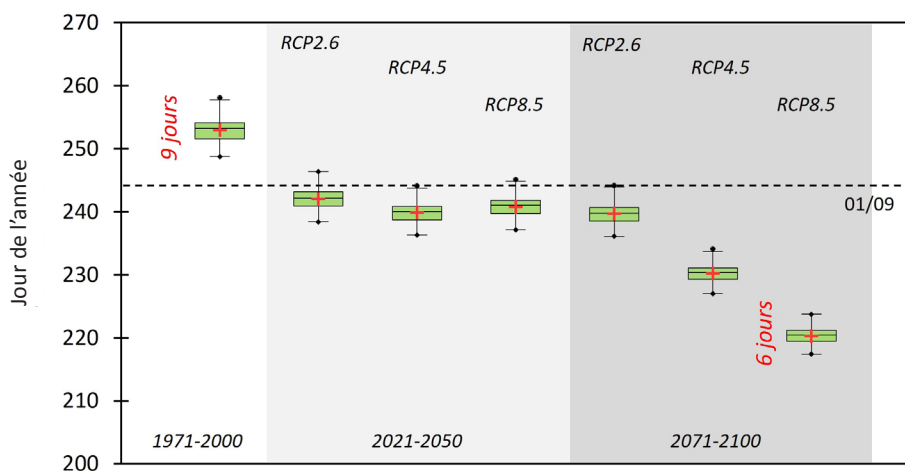 Jour de l'année
270
260
250
240
230
220
210
200
9 jours
RCP2.6
RCP4.5
RCP8.5
RCP2.6
RCP4.5
RCP8.5
01/09
6 jours
1971-2000
2021-2050
2071-2100